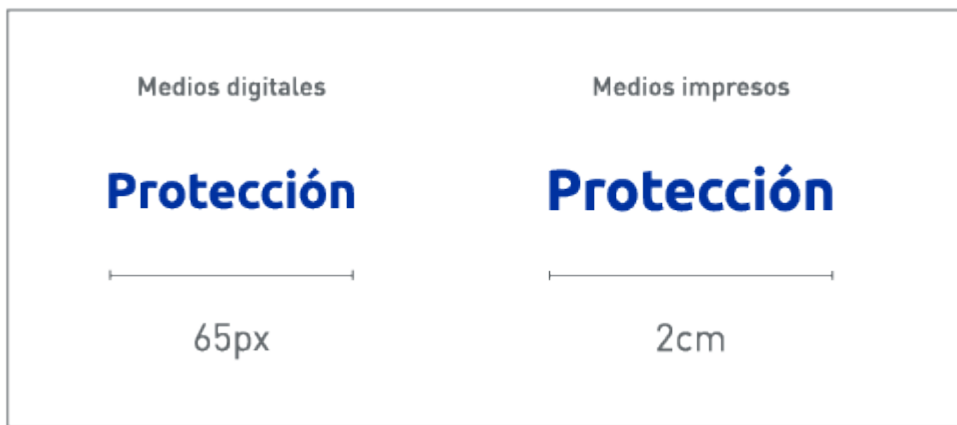 Medios digitales
Medios impresos
Protección
Protección
65px
2cm